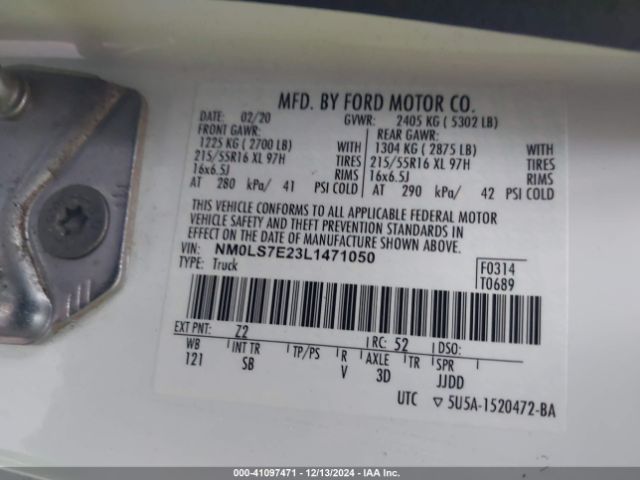 MFD. BY FORD MOTOR CO.
DATE: 02/20 GVWR: 2405 KG ( 5302 LB)
FRONT GAWR: REAR GAWR:
1225 KG ( 2700 LB) WITH 1304 KG ( 2875 LB) WITH
215/55R16 XL 97H TIRES 215/55R16 XL 97H TIRES
16x6.5J RIMS 16x6.5J RIMS
AT 280 kPa/ 41 PSI COLD AT 290 kPa/ 42 PSI COLD
THIS VEHICLE CONFORMS TO ALL APPLICABLE FEDERAL MOTOR
VEHICLE SAFETY AND THEFT PREVENTION STANDARDS IN
EFFECT ON THE DATE OF MANUFACTURE SHOWN ABOVE.
VIN: NM0LS7E23L1471050
TYPE: Truck
F0314
T0689
EXT PNT: Z2 RC: 52 DSO:
WB INT TR TP/PS R AXLE TR SPR
121 SB V 3D JJDD
UTC ▽ 5U5A-1520472-BA
000-41097471 - 12/13/2024 - IAA Inc.